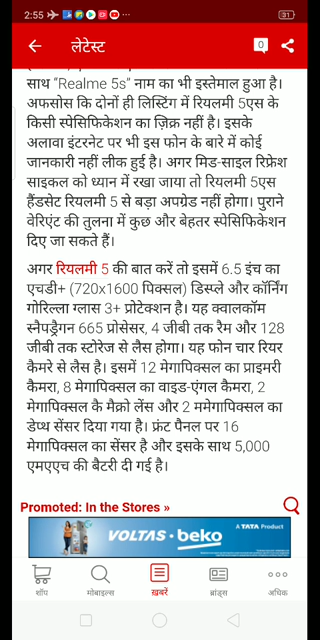 2:55
31
लेटेस्ट
0
साथ “Realme 5s” नाम का भी इस्तेमाल हुआ है।
अफसोस कि दोनों ही लिस्टिंग में रियलमी 5एस के
किसी स्पेसिफिकेशन का ज़िक्र नहीं है। इसके
अलावा इंटरनेट पर भी इस फोन के बारे में कोई
जानकारी नहीं लीक हुई है। अगर मिड-साइल रिफ्रेश
साइकल को ध्यान में रखा जाया तो रियलमी 5एस
हैंडसेट रियलमी 5 से बड़ा अपग्रेड नहीं होगा। पुराने
वेरिएंट की तुलना में कुछ और बेहतर स्पेसिफिकेशन
दिए जा सकते हैं।
अगर रियलमी 5 की बात करें तो इसमें 6.5 इंच का
एचडी+ (720x1600 पिक्सल) डिस्प्ले और कॉर्निंग
गोरिल्ला ग्लास 3+ प्रोटेक्शन है। यह क्वालकॉम
स्नैपड्रैगन 665 प्रोसेसर, 4 जीबी तक रैम और 128
जीबी तक स्टोरेज से लैस होगा। यह फोन चार रियर
कैमरे से लैस है। इसमें 12 मेगापिक्सल का प्राइमरी
कैमरा, 8 मेगापिक्सल का वाइड-एंगल कैमरा, 2
मेगापिक्सल कै मैक्रो लेंस और 2 ममेगापिक्सल का
डेप्थ सेंसर दिया गया है। फ्रंट पैनल पर 16
मेगापिक्सल का सेंसर है और इसके साथ 5,000
एमएएच की बैटरी दी गई है।
Promoted: In the Stores »
VOLTAS • beko
A TATA Product
शॉप मोबाइल्स ख़बरें ब्रांड्स अधिक